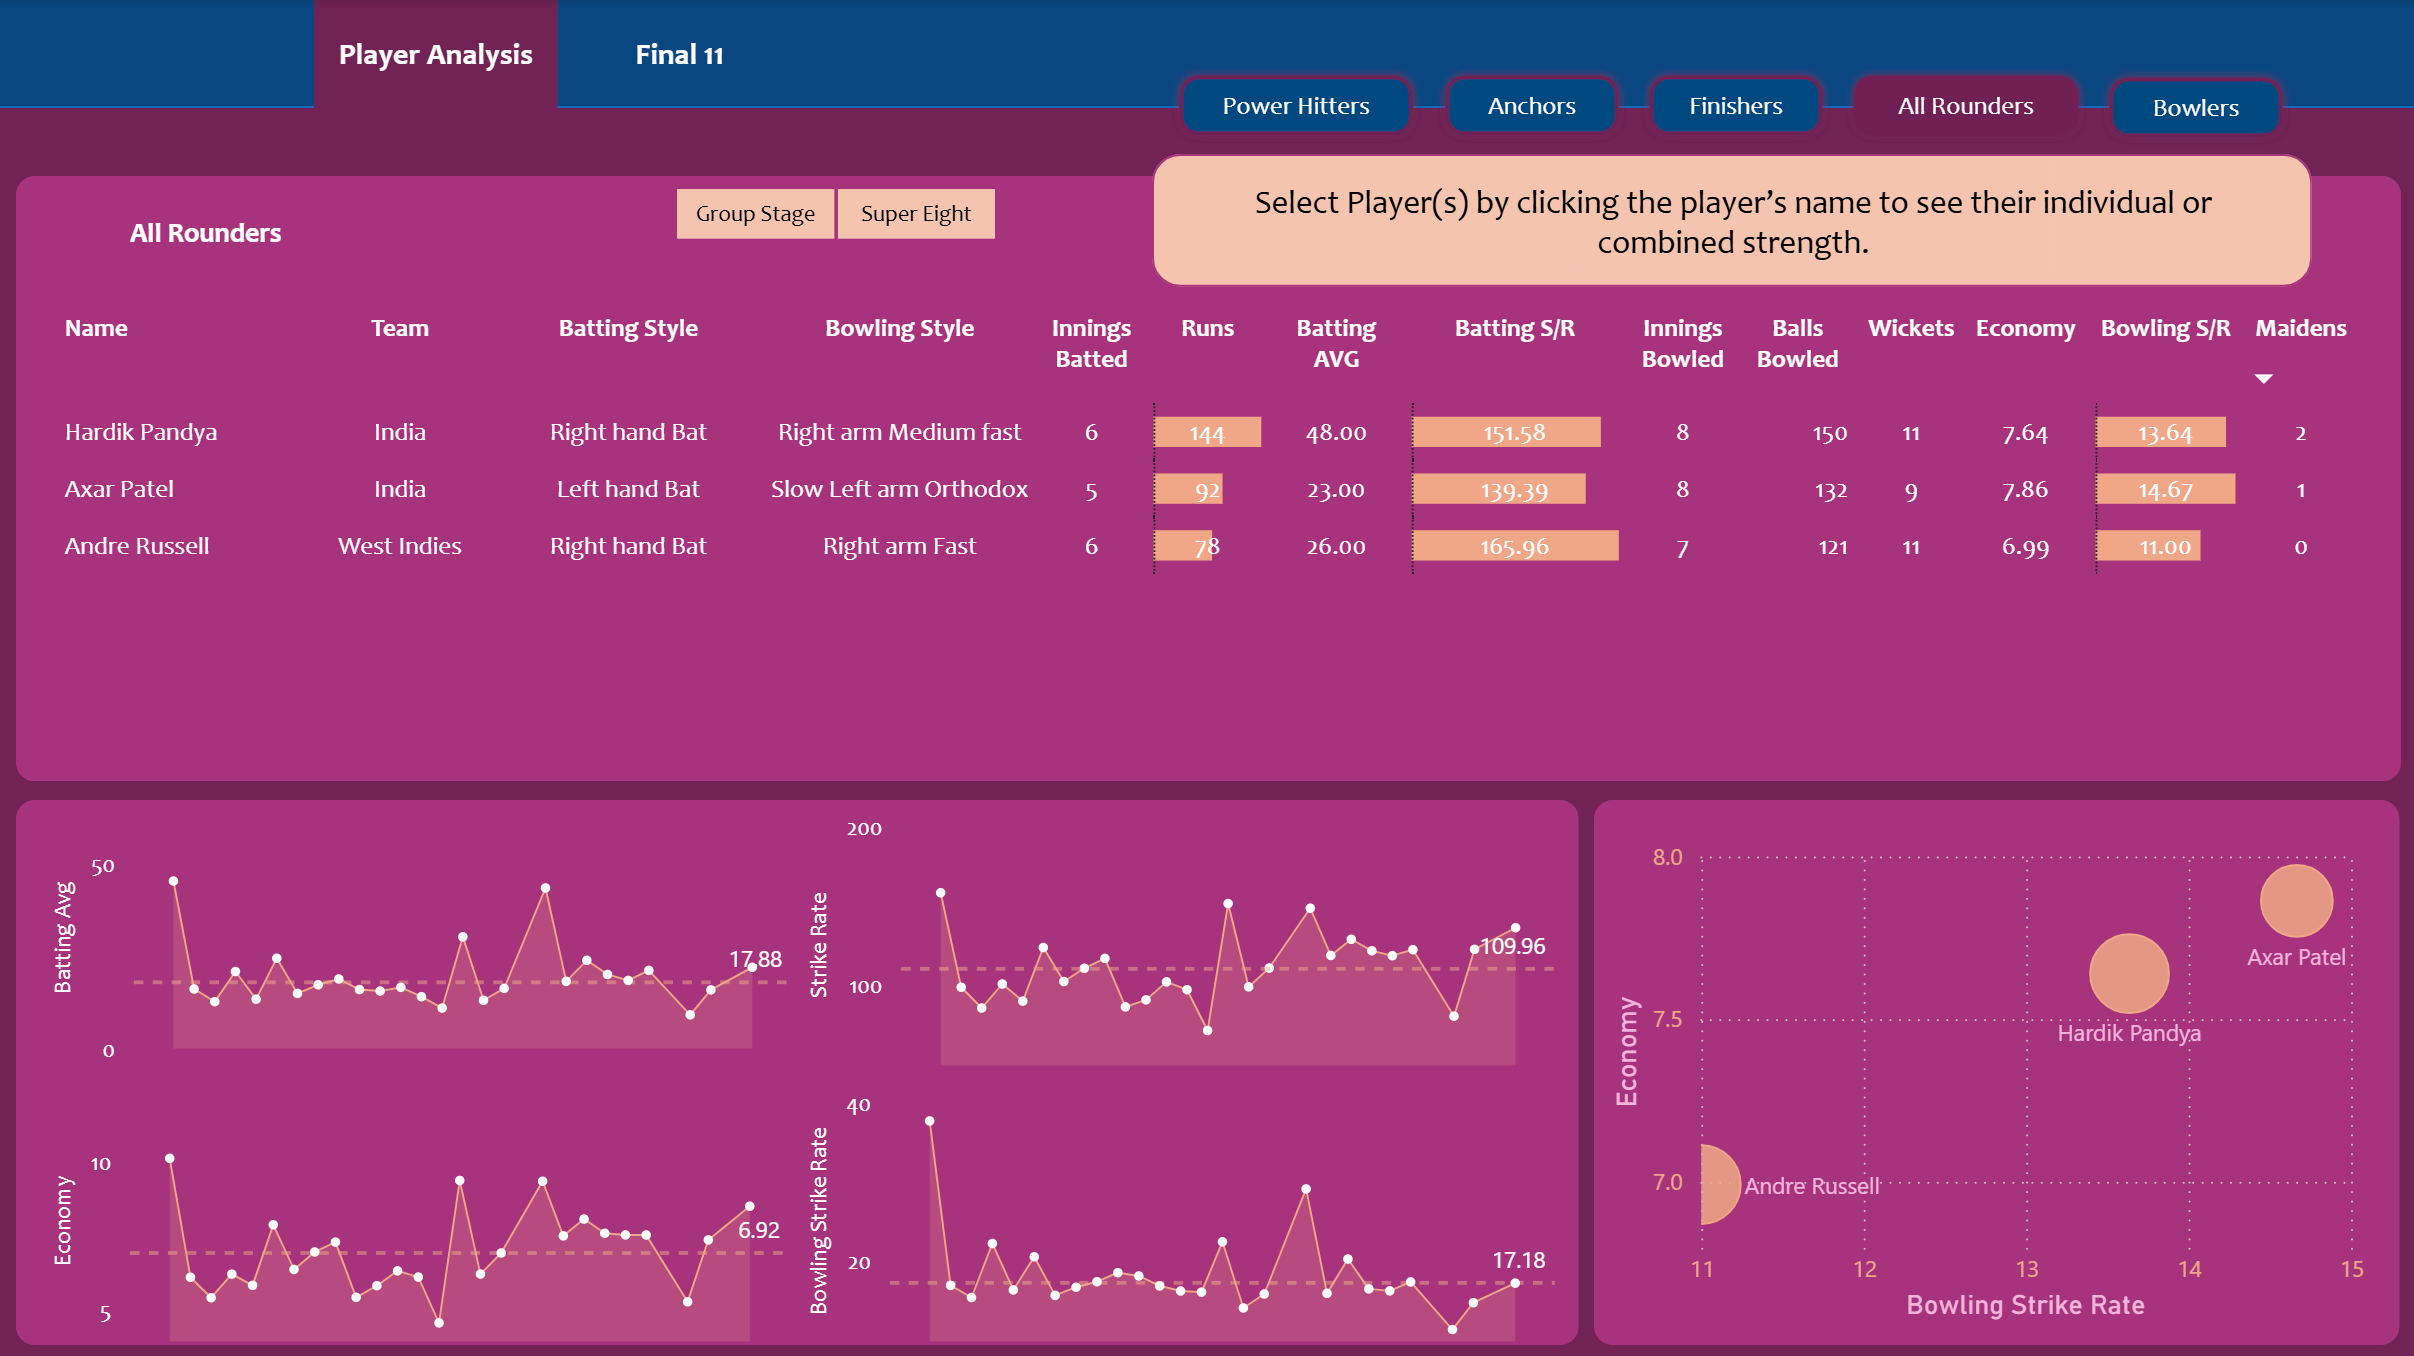 Player Analysis
Final 11
Power Hitters
Anchors
Finishers
All Rounders
Bowlers
Select Player(s) by clicking the player’s name to see their individual or
combined strength.
All Rounders
Group Stage
Super Eight
Name Team Batting Style Bowling Style Innings Batted Runs Batting AVG Batting S/R Innings Bowled Balls Bowled Wickets Economy Bowling S/R Maidens
Hardik Pandya India Right hand Bat Right arm Medium fast 6 144 48.00 151.58 8 150 11 7.64 13.64 2
Axar Patel India Left hand Bat Slow Left arm Orthodox 5 92 23.00 139.39 8 132 9 7.86 14.67 1
Andre Russell West Indies Right hand Bat Right arm Fast 6 78 26.00 165.96 7 121 11 6.99 11.00 0
Batting Avg
50
0
17.88
Strike Rate
200
100
109.96
Economy
10
5
6.92
Bowling Strike Rate
40
20
17.18
Economy
8.0
7.5
7.0
Axar Patel
Hardik Pandya
Andre Russell
11 12 13 14 15
Bowling Strike Rate